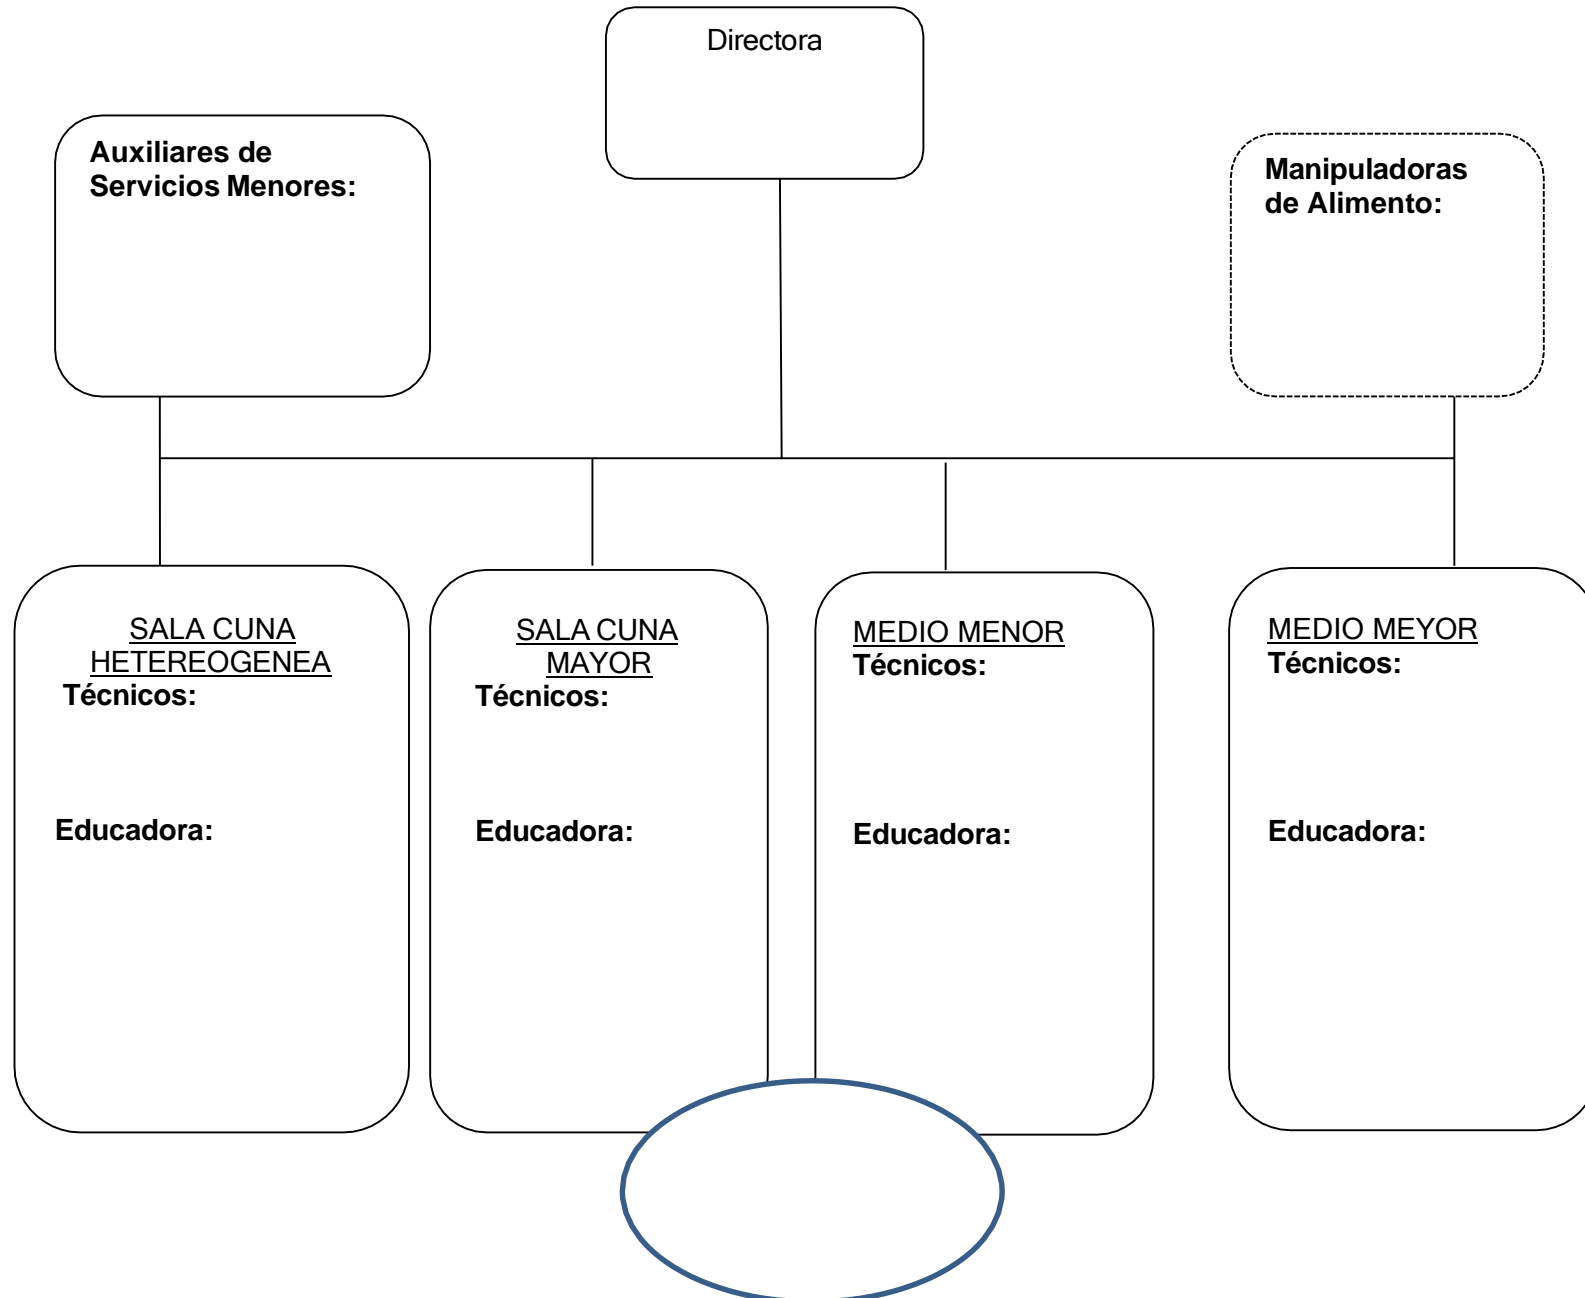 Directora
Auxiliares de
Servicios Menores:
Manipuladoras
de Alimento:
SALA CUNA
HETEREOGENEA
Técnicos:
Educadora:
SALA CUNA
MAYOR
Técnicos:
Educadora:
MEDIO MENOR
Técnicos:
Educadora:
MEDIO MEYOR
Técnicos:
Educadora: